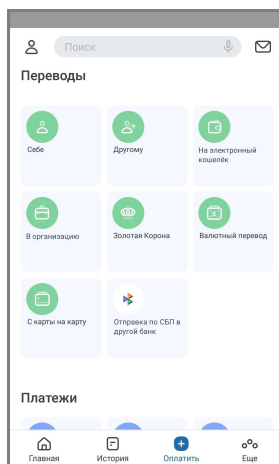 Поиск
Переводы
Себе
Другому
На электронный
кошелёк
В организацию
Золотая Корона
Валютный перевод
С карты на карту
Отправка по СБП в
другой банк
Платежи
Главная
История
Оплатить
Еще